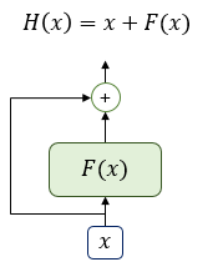 H(x) = x + F(x)
+
F(x)
x